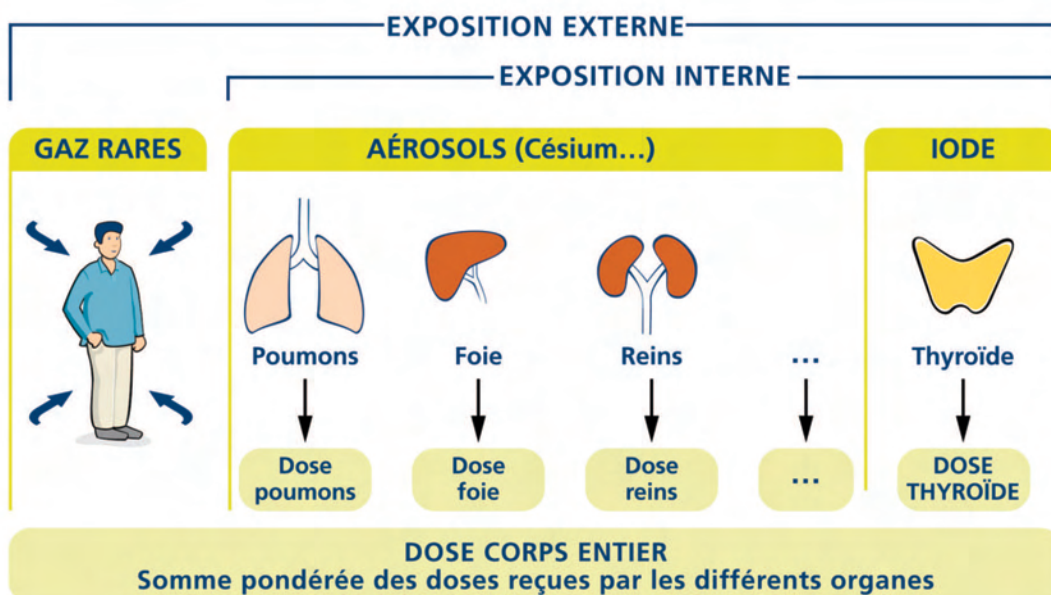 EXPOSITION EXTERNE
EXPOSITION INTERNE
GAZ RARES
AÉROSOLS (Césium...)
IODE
Poumons
Foie
Reins
...
Thyroïde
Dose
poumons
Dose
foie
Dose
reins
...
DOSE
THYROÏDE
DOSE CORPS ENTIER
Somme pondérée des doses reçues par les différents organes